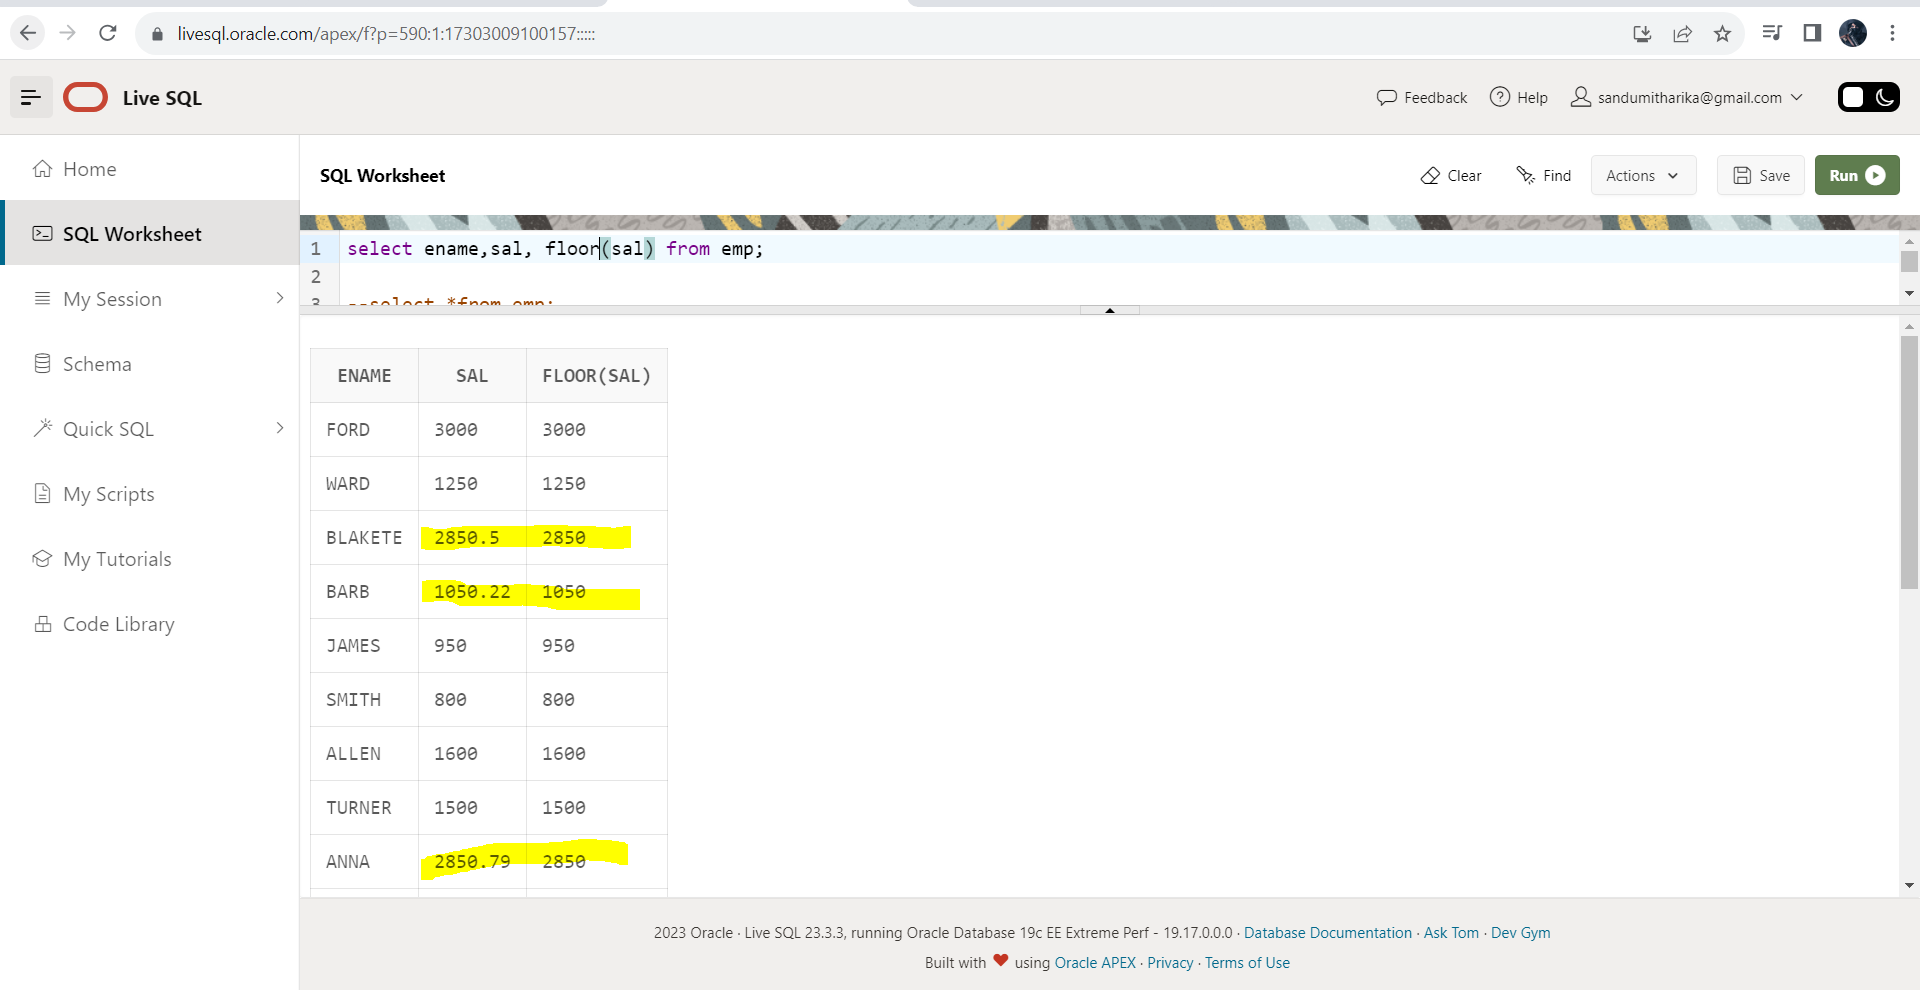 livesql.oracle.com/apex/f?p=590:1:17303009100157:::::
Live SQL
Feedback
Help
sandumitharika@gmail.com
Home
SQL Worksheet
My Session
Schema
Quick SQL
My Scripts
My Tutorials
Code Library
SQL Worksheet
Clear
Find
Actions
Save
Run
1 select ename,sal, floor(sal) from emp;
2
3 --select *from emp;
ENAME SAL FLOOR(SAL)
FORD 3000 3000
WARD 1250 1250
BLAKETE 2850.5 2850
BARB 1050.22 1050
JAMES 950 950
SMITH 800 800
ALLEN 1600 1600
TURNER 1500 1500
ANNA 2850.79 2850
2023 Oracle · Live SQL 23.3.3, running Oracle Database 19c EE Extreme Perf - 19.17.0.0.0 · Database Documentation · Ask Tom · Dev Gym
Built with ❤ using Oracle APEX · Privacy · Terms of Use